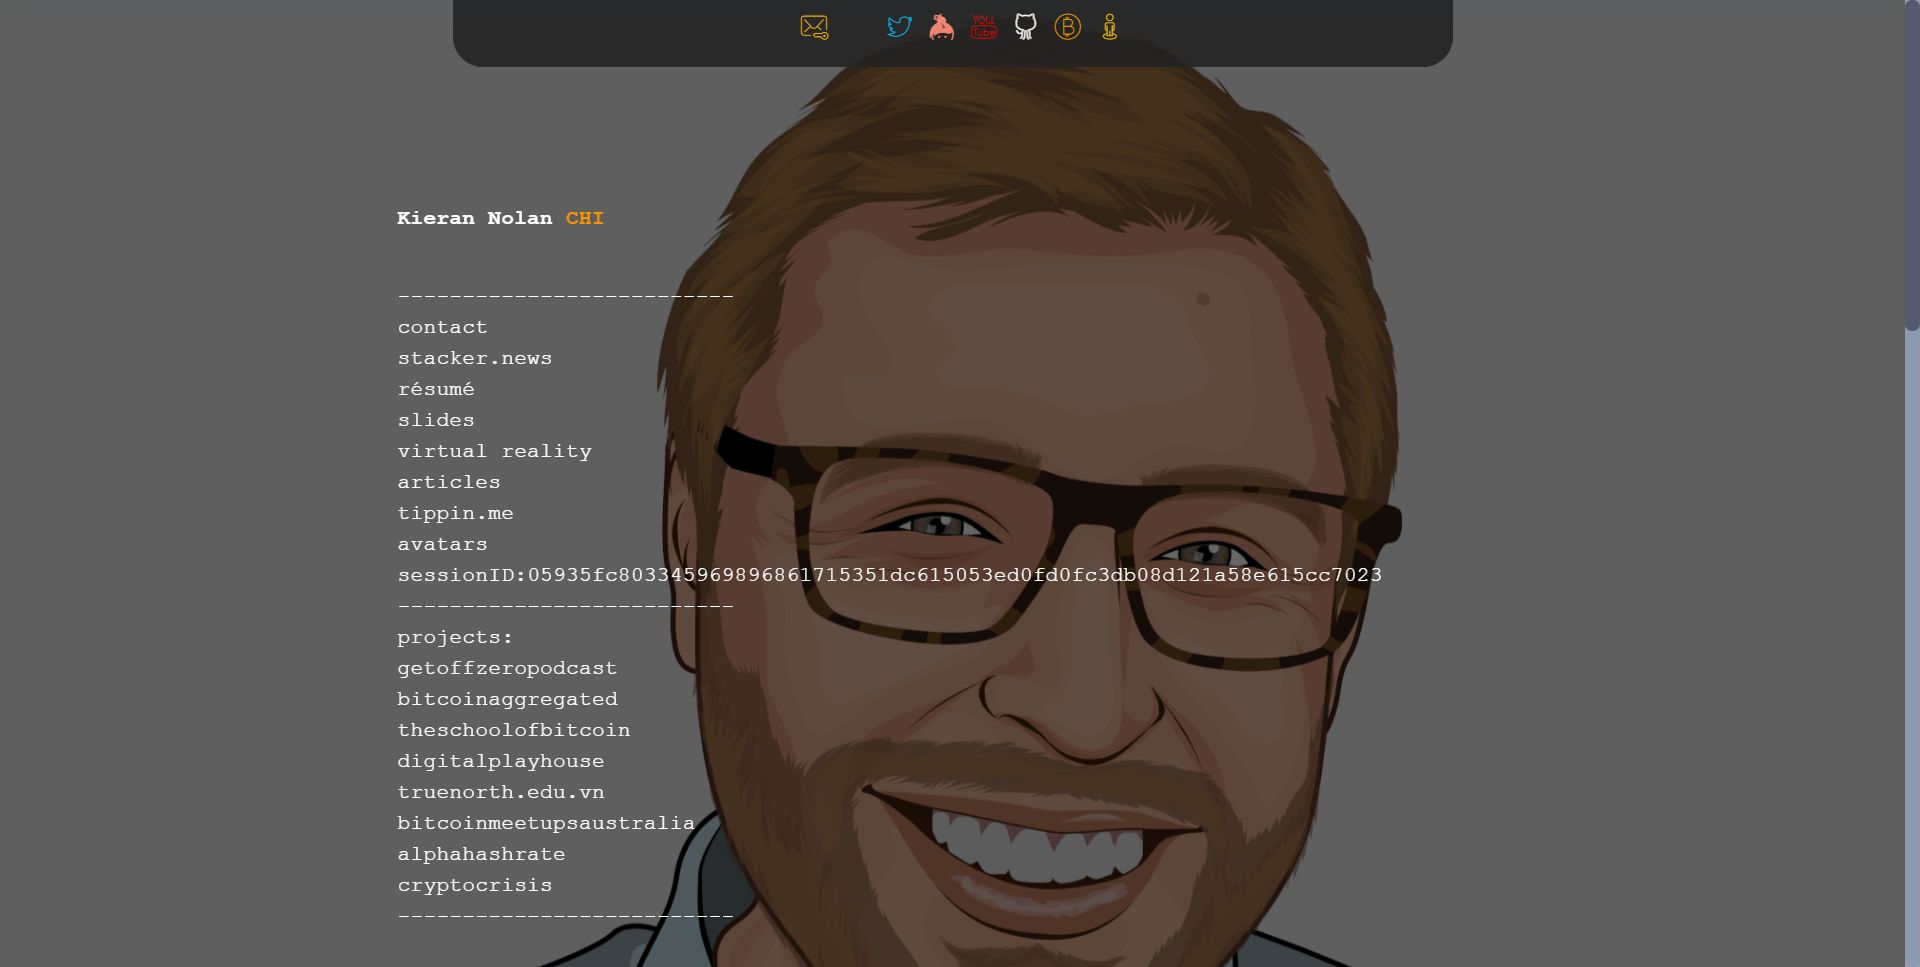 You
Tube
Kieran Nolan CHI
--------------------------
contact
stacker.news
résumé
slides
virtual reality
articles
tippin.me
avatars
sessionID:05935fc80334596989686171535​1dc615053ed0fd0fc3db08d121a58e615cc7023
--------------------------
projects:
getoffzeropodcast
bitcoinaggregated
theschoolofbitcoin
digitalplayhouse
truenorth.edu.vn
bitcoinmeetupsaustralia
alphahashrate
cryptocrisis
--------------------------